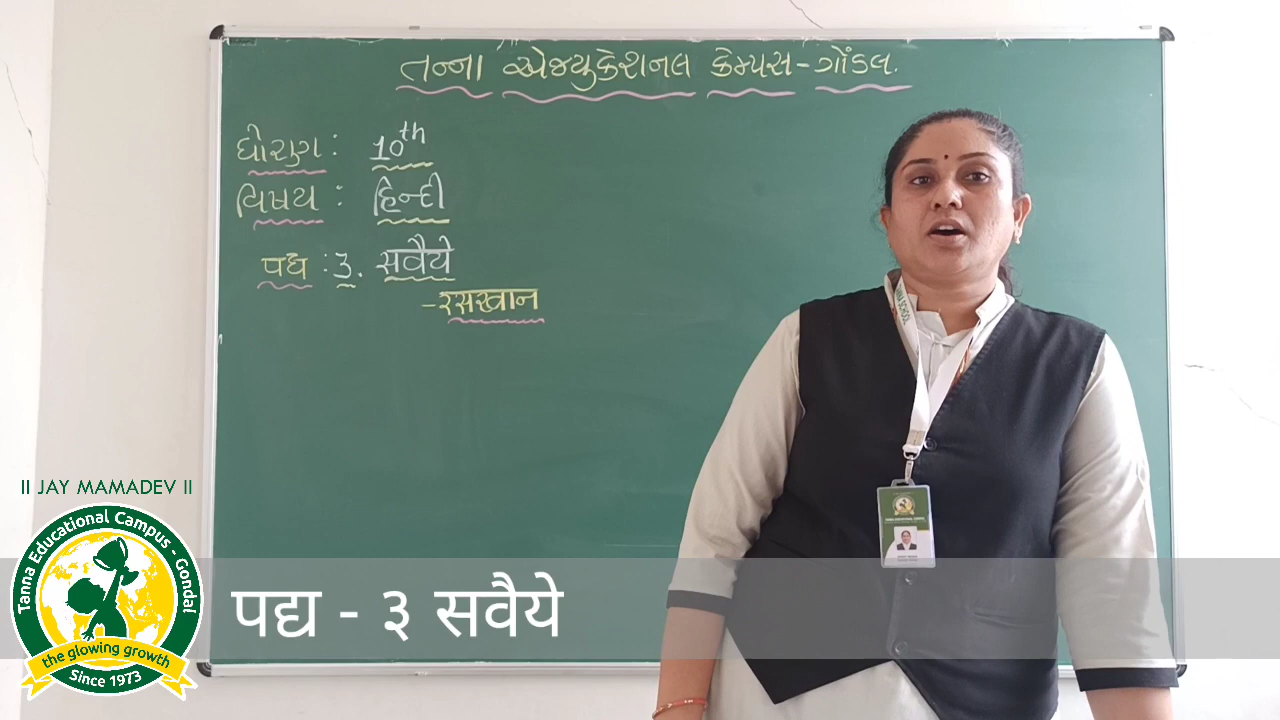 તન્ના એજ્યુકેશનલ કેમ્પસ - ગોંડલ.
ધોરણ : 10th
વિષય : હિન્દી
पद्य : ३. सवैये
- रसखान
II JAY MAMADEV II
Tanna Educational Campus - Gondal
the glowing growth
Since 1973
पद्य - ३ सवैये